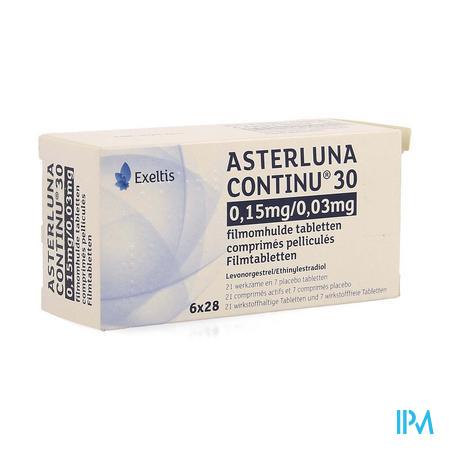 Exeltis
ASTERLUNA
CONTINU® 30
0,15mg/0,03mg
filmomhulde tabletten
comprimés pelliculés
Filmtabletten
Levonorgestrel/Ethinylestradiol
21 werkzame en 7 placebo tabletten
21 comprimés actifs et 7 comprimés placebo
21 wirkstoffhaltige Tabletten und 7 wirkstofffreie Tabletten
6x28
ASTERLUNA
CONTINU® 30
0,15mg/0,03mg
filmomhulde tabletten
comprimés pelliculés
Filmtabletten
IPM